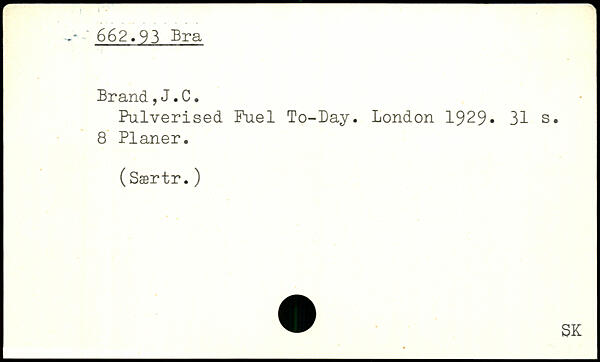 662.93 Bra
Brand,J.C.
Pulverised Fuel To-Day. London 1929. 31 s.
8 Planer.
(Særtr.)
SK